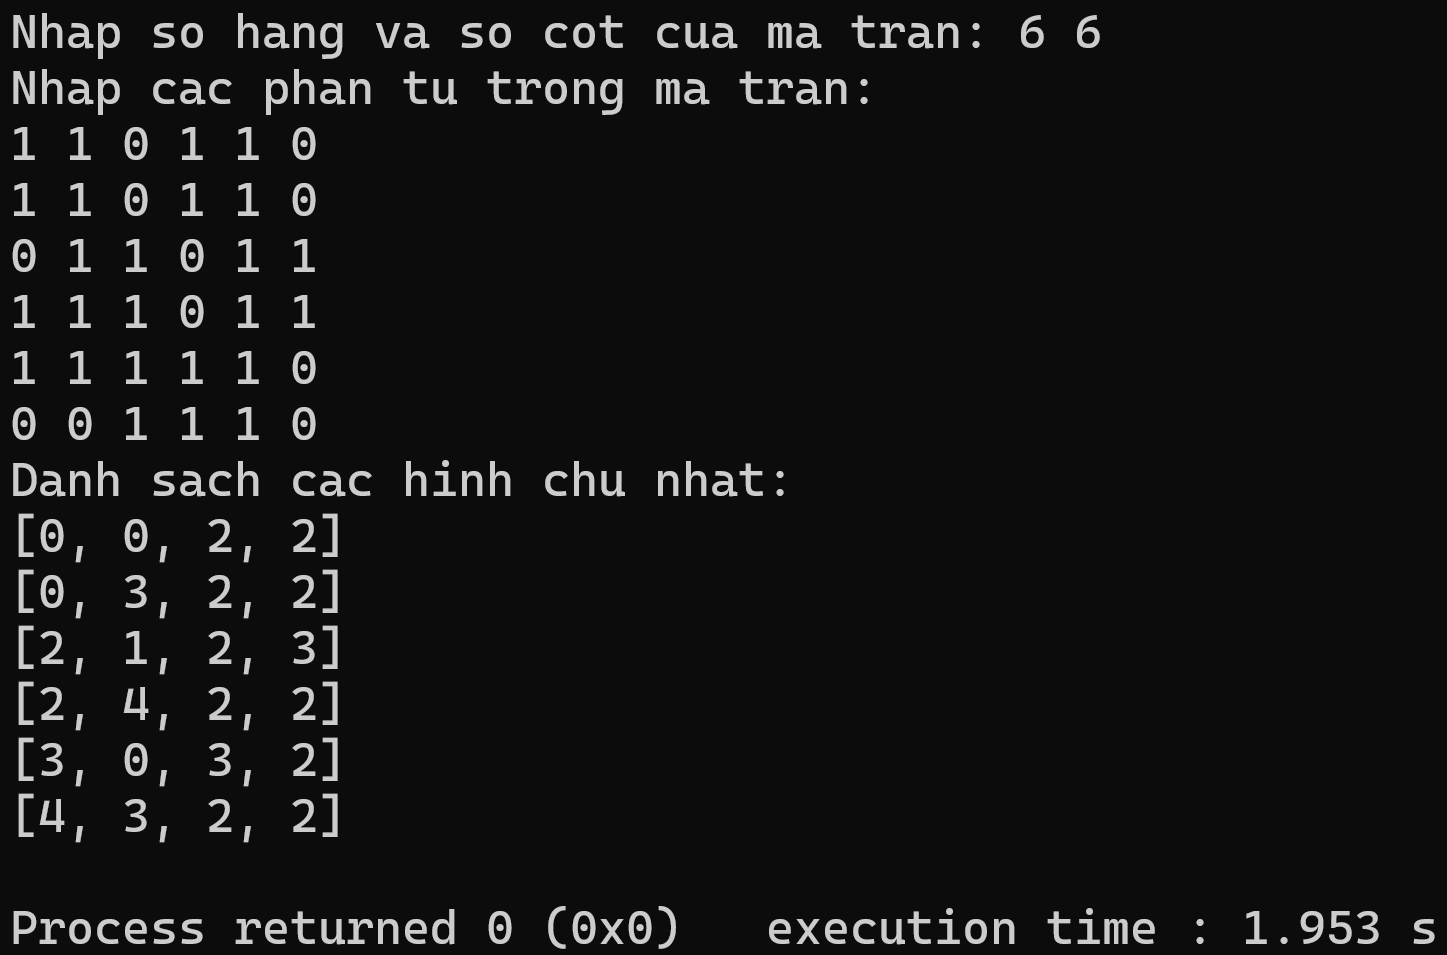 Nhap so hang va so cot cua ma tran: 6 6
Nhap cac phan tu trong ma tran:
1 1 0 1 1 0
1 1 0 1 1 0
0 1 1 0 1 1
1 1 1 0 1 1
1 1 1 1 1 0
0 0 1 1 1 0
Danh sach cac hinh chu nhat:
[0, 0, 2, 2]
[0, 3, 2, 2]
[2, 1, 2, 3]
[2, 4, 2, 2]
[3, 0, 3, 2]
[4, 3, 2, 2]
Process returned 0 (0x0)   execution time : 1.953 s